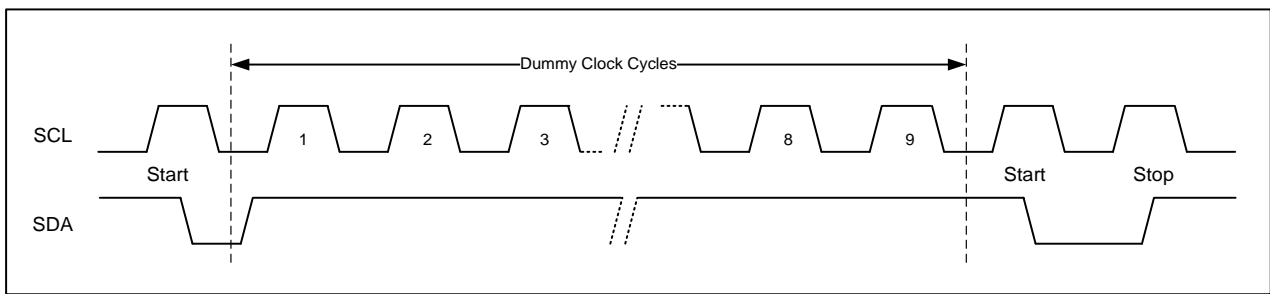 Dummy Clock Cycles
SCL
1 2 3 8 9
Start Start Stop
SDA